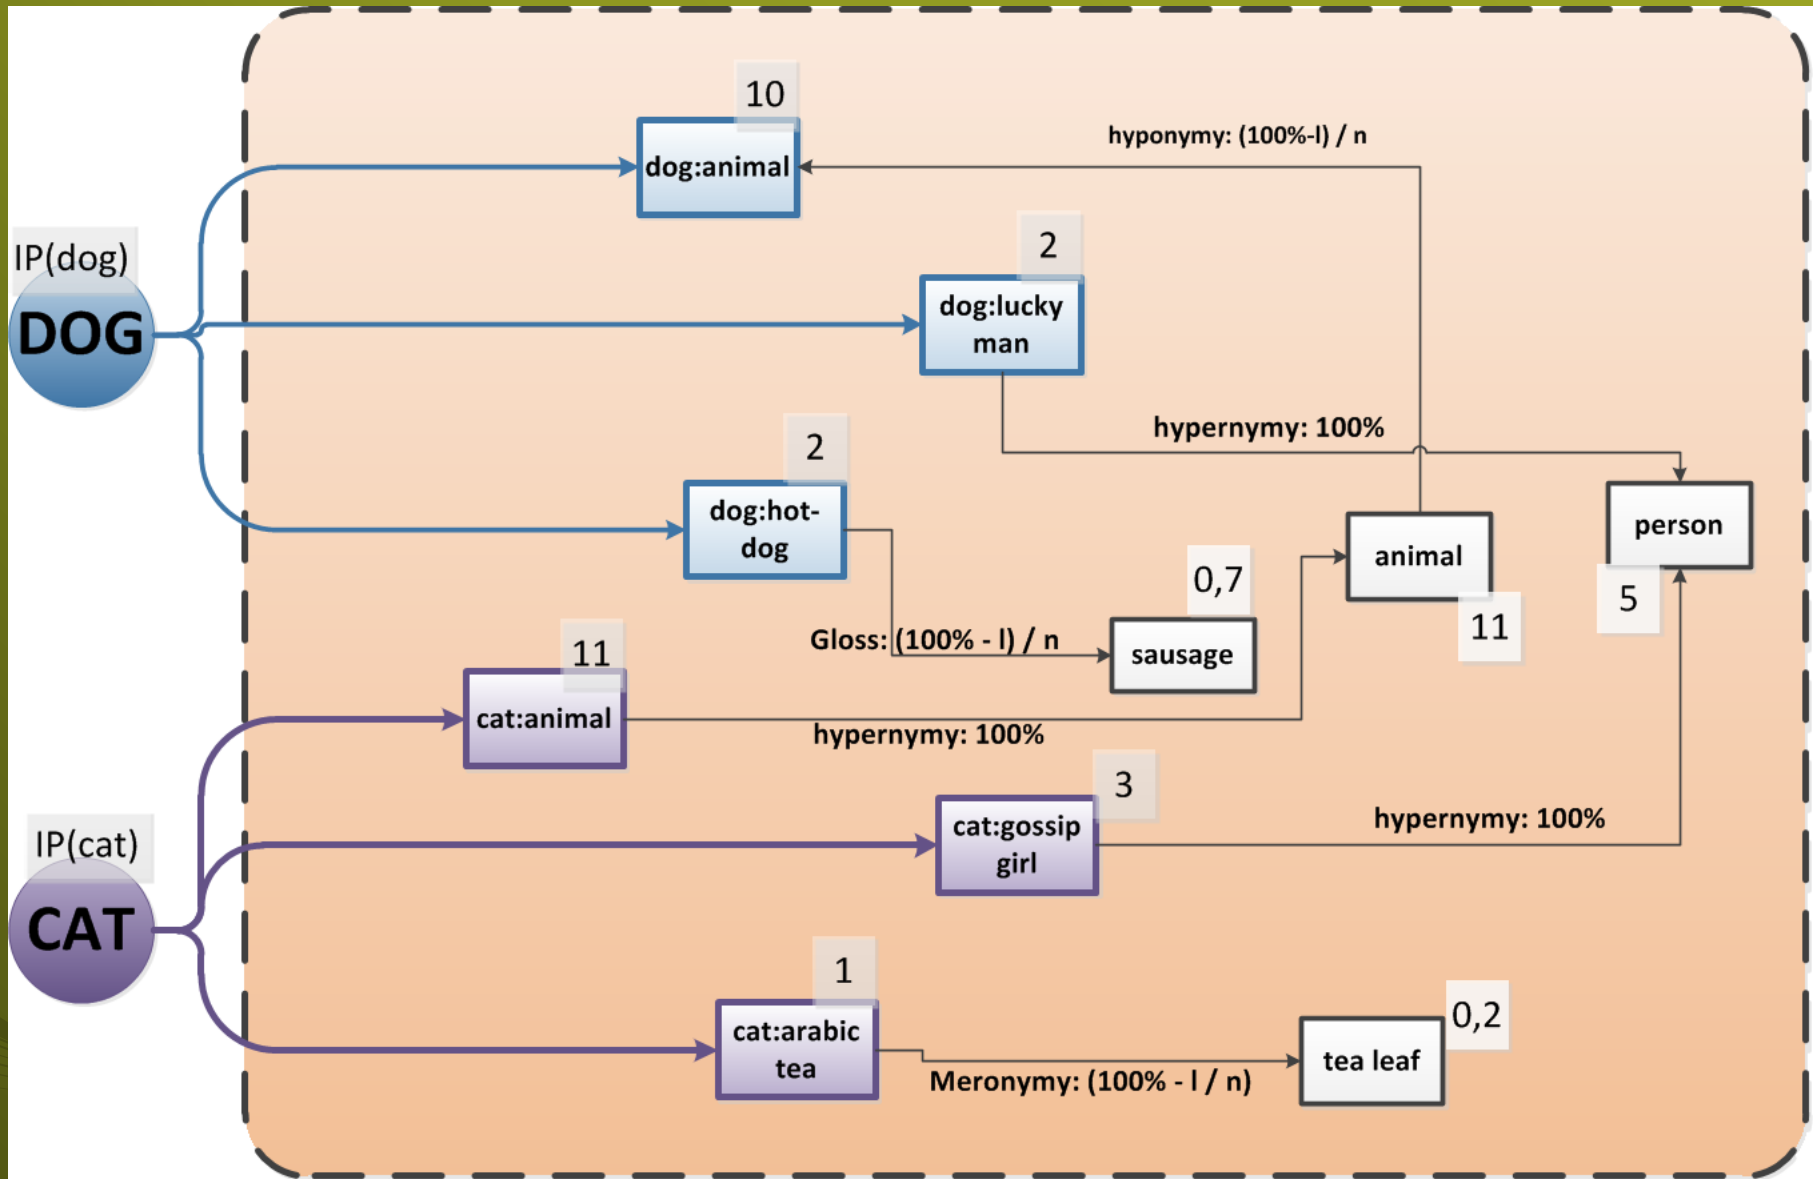 10
dog:animal
hyponymy: (100%-l) / n
IP(dog)
DOG
2
dog:lucky
man
hypernymy: 100%
2
dog:hot-
dog
person
5
animal
11
0,7
sausage
Gloss: (100% - l) / n
11
cat:animal
hypernymy: 100%
3
cat:gossip
girl
hypernymy: 100%
IP(cat)
CAT
1
cat:arabic
tea
Meronymy: (100% - l / n)
0,2
tea leaf